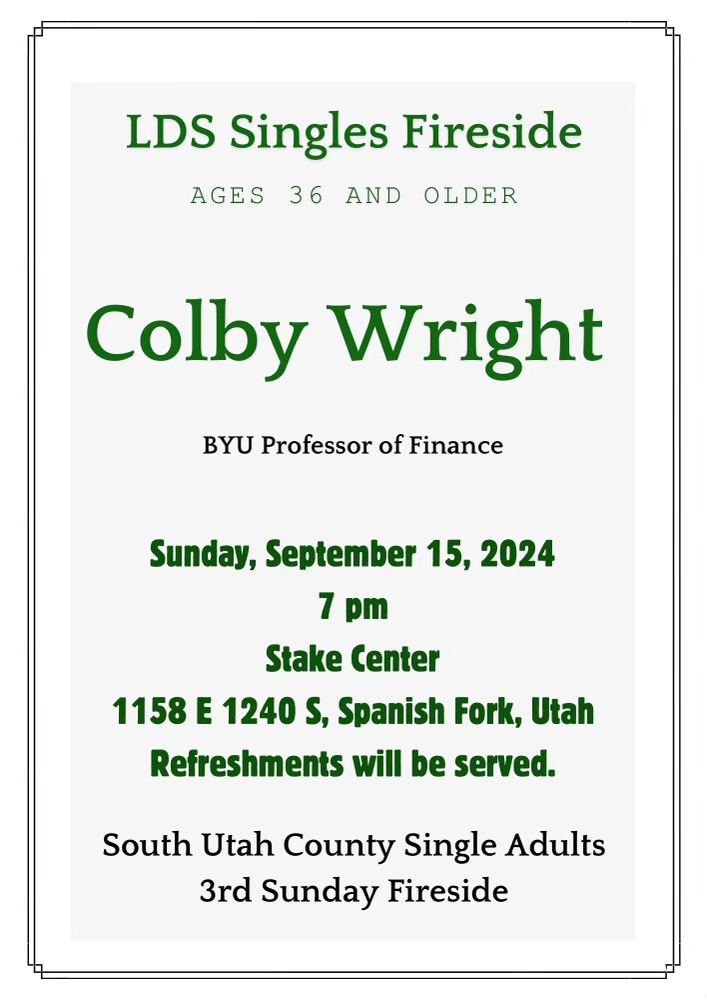 LDS Singles Fireside
AGES 36 AND OLDER
Colby Wright
BYU Professor of Finance
Sunday, September 15, 2024
7 pm
Stake Center
1158 E 1240 S, Spanish Fork, Utah
Refreshments will be served.
South Utah County Single Adults
3rd Sunday Fireside